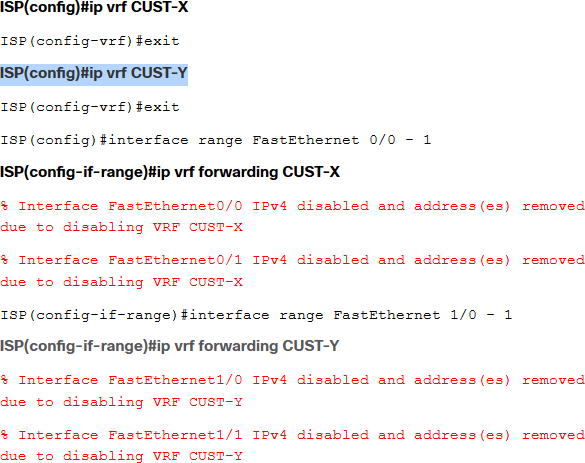 ISP(config)#ip vrf CUST-X
ISP(config-vrf)#exit
ISP(config)#ip vrf CUST-Y
ISP(config-vrf)#exit
ISP(config)#interface range FastEthernet 0/0 - 1
ISP(config-if-range)#ip vrf forwarding CUST-X
% Interface FastEthernet0/0 IPv4 disabled and address(es) removed
due to disabling VRF CUST-X
% Interface FastEthernet0/1 IPv4 disabled and address(es) removed
due to disabling VRF CUST-X
ISP(config-if-range)#interface range FastEthernet 1/0 - 1
ISP(config-if-range)#ip vrf forwarding CUST-Y
% Interface FastEthernet1/0 IPv4 disabled and address(es) removed
due to disabling VRF CUST-Y
% Interface FastEthernet1/1 IPv4 disabled and address(es) removed
due to disabling VRF CUST-Y